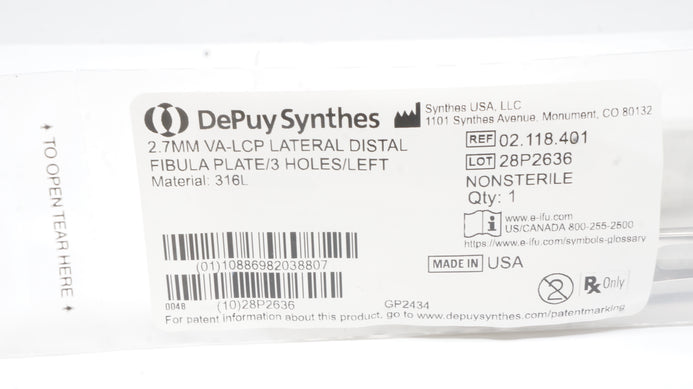 DePuy Synthes
Synthes USA, LLC
1101 Synthes Avenue, Monument, CO 80132
2.7MM VA-LCP LATERAL DISTAL
FIBULA PLATE/3 HOLES/LEFT
Material: 316L
REF 02.118.401
LOT 28P2636
NONSTERILE
Qty: 1
www.e-ifu.com
US/CANADA-800-255-2500
https://www.e-ifu.com/symbols-glossary
MADE IN USA
(01)10886982038807
(10)28P2636
0048
GP2434
2
Rx Only
For patent information about this product, go to www.depuysynthes.com/patentmarking
TO OPEN TEAR HERE